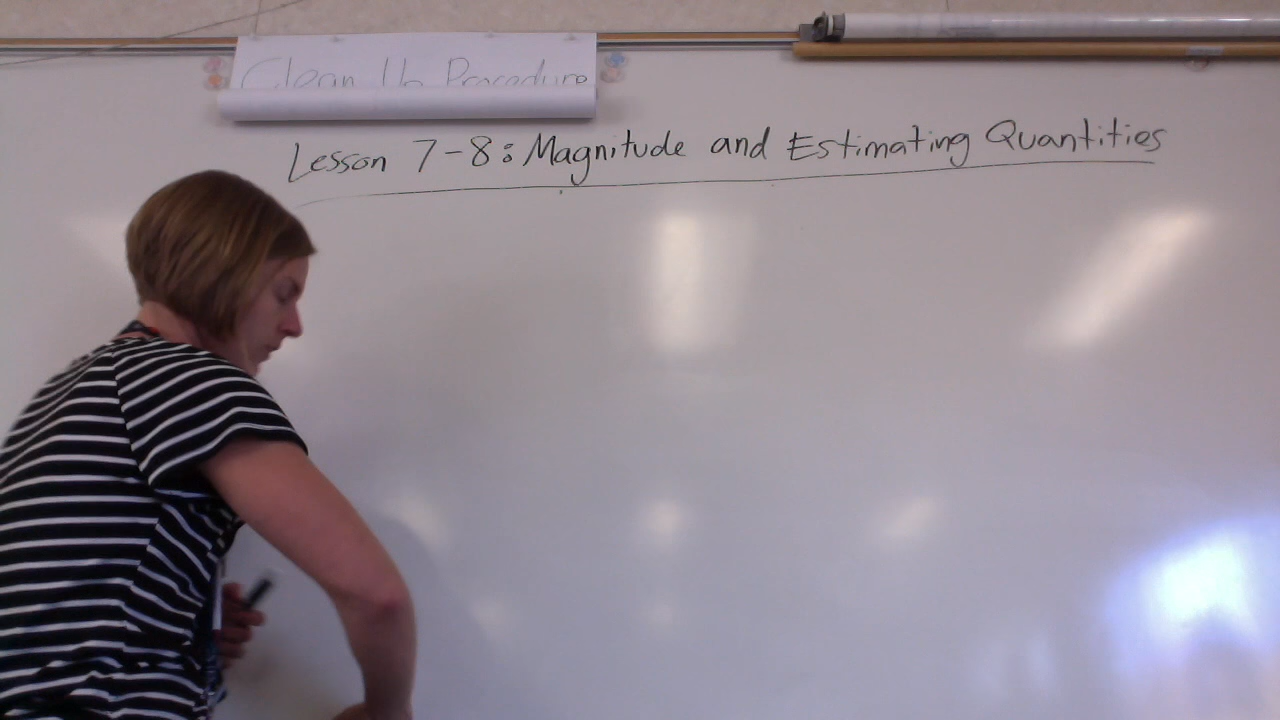 Clean Up Procedure
Lesson 7-8: Magnitude and Estimating Quantities